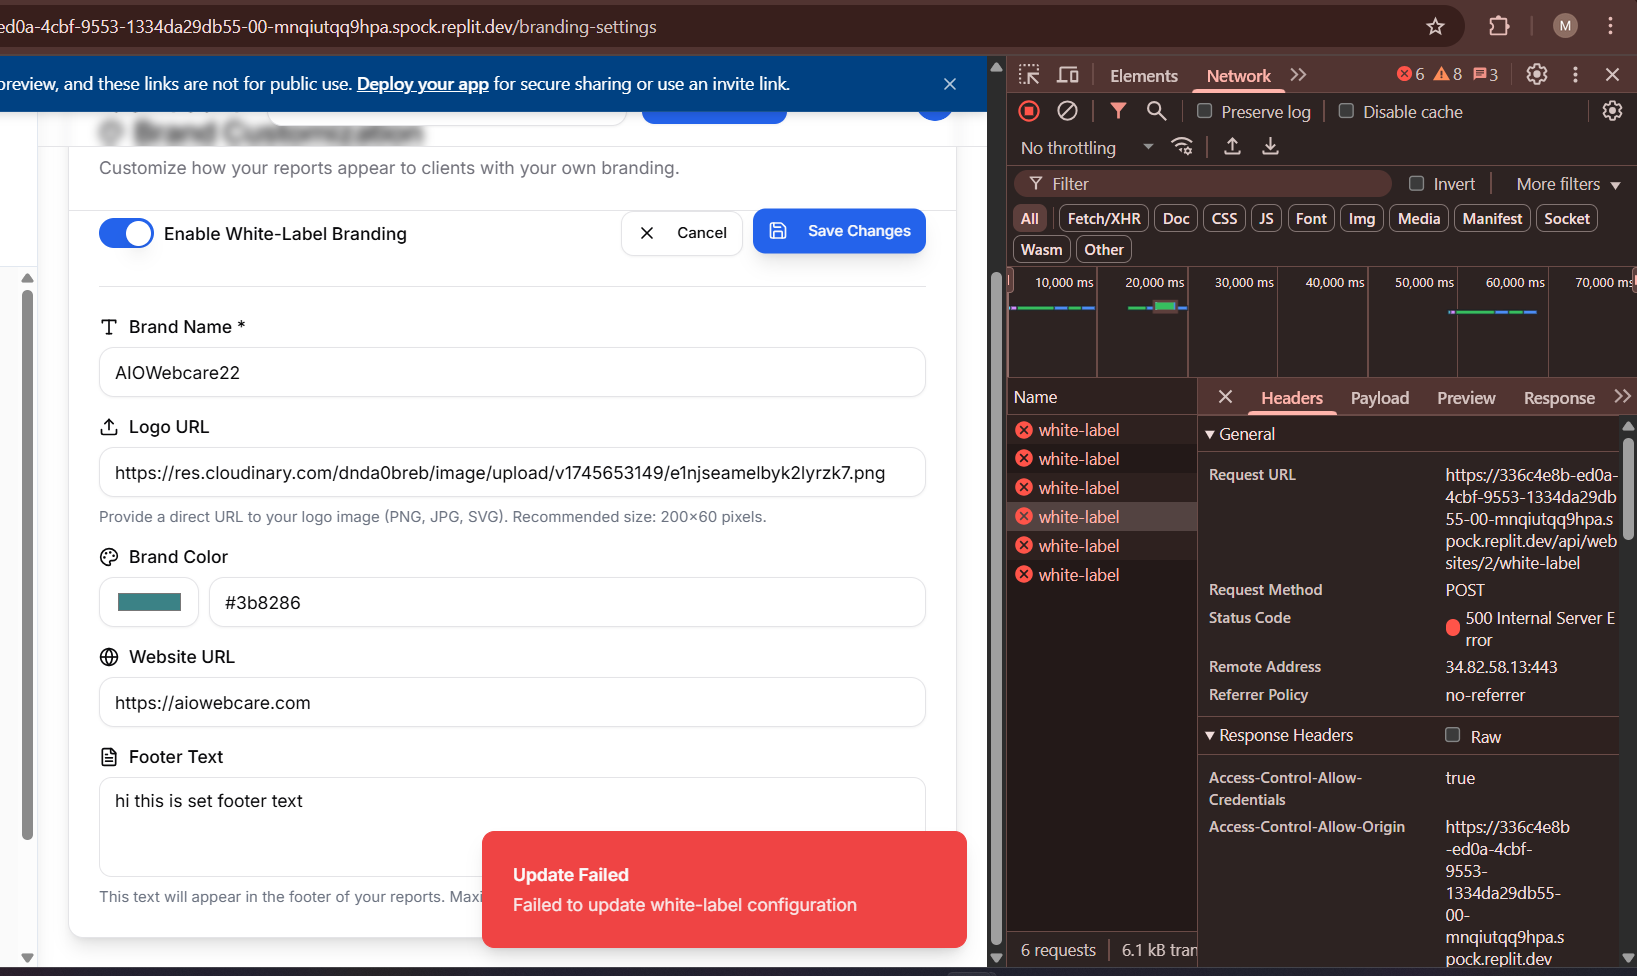 ed0a-4cbf-9553-1334da29db55-00-mnqiutqq9hpa.spock.replit.dev/branding-settings
M
preview, and these links are not for public use. Deploy your app for secure sharing or use an invite link.
Brand Customization
Customize how your reports appear to clients with your own branding.
Enable White-Label Branding
Cancel
Save Changes
Brand Name *
AIOWebcare22
Logo URL
https://res.cloudinary.com/dnda0breb/image/upload/v1745653149/e1njseamelbyk2lyrzk7.png
Provide a direct URL to your logo image (PNG, JPG, SVG). Recommended size: 200×60 pixels.
Brand Color
#3b8286
Website URL
https://aiowebcare.com
Footer Text
hi this is set footer text
This text will appear in the footer of your reports. Maxi
Update Failed
Failed to update white-label configuration
Elements
Network
6
8
3
Preserve log
Disable cache
No throttling
Filter
Invert
More filters
All
Fetch/XHR
Doc
CSS
JS
Font
Img
Media
Manifest
Socket
Wasm
Other
10,000 ms
20,000 ms
30,000 ms
40,000 ms
50,000 ms
60,000 ms
70,000 ms
Name
white-label
white-label
white-label
white-label
white-label
white-label
6 requests
6.1 kB tran
Headers
Payload
Preview
Response
General
Request URL
https://336c4e8b-ed0a-
4cbf-9553-1334da29db
55-00-mnqiutqq9hpa.s
pock.replit.dev/api/web
sites/2/white-label
Request Method
POST
Status Code
500 Internal Server E
rror
Remote Address
34.82.58.13:443
Referrer Policy
no-referrer
Response Headers
Raw
Access-Control-Allow-
Credentials
true
Access-Control-Allow-Origin
https://336c4e8b
-ed0a-4cbf-
9553-
1334da29db55-
00-
mnqiutqq9hpa.s
pock.replit.dev